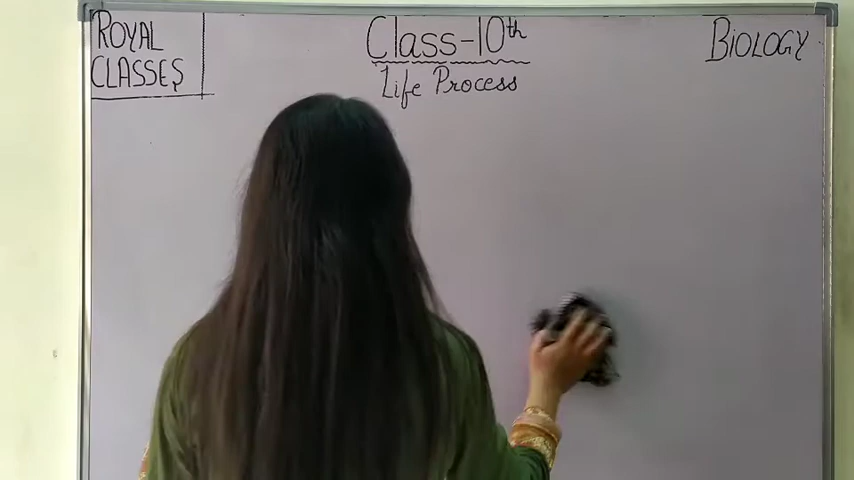 ROYAL
CLASSES
Class-10th
Life Process
BIOLOGY